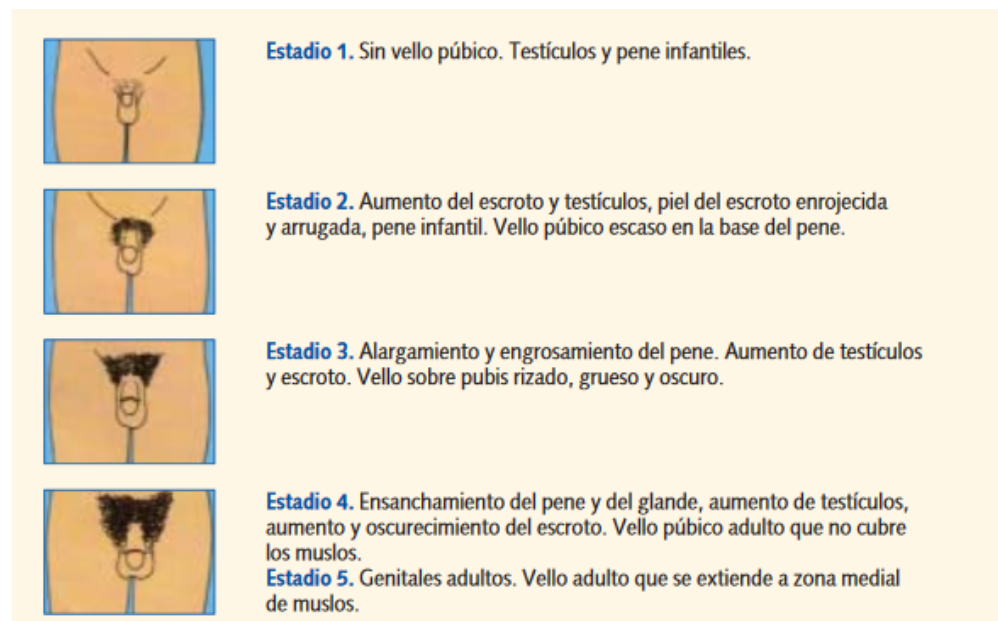 Estadio 1. Sin vello púbico. Testículos y pene infantiles.
Estadio 2. Aumento del escroto y testículos, piel del escroto enrojecida
y arrugada, pene infantil. Vello púbico escaso en la base del pene.
Estadio 3. Alargamiento y engrosamiento del pene. Aumento de testículos
y escroto. Vello sobre pubis rizado, grueso y oscuro.
Estadio 4. Ensanchamiento del pene y del glande, aumento de testículos,
aumento y oscurecimiento del escroto. Vello púbico adulto que no cubre
los muslos.
Estadio 5. Genitales adultos. Vello adulto que se extiende a zona medial
de muslos.